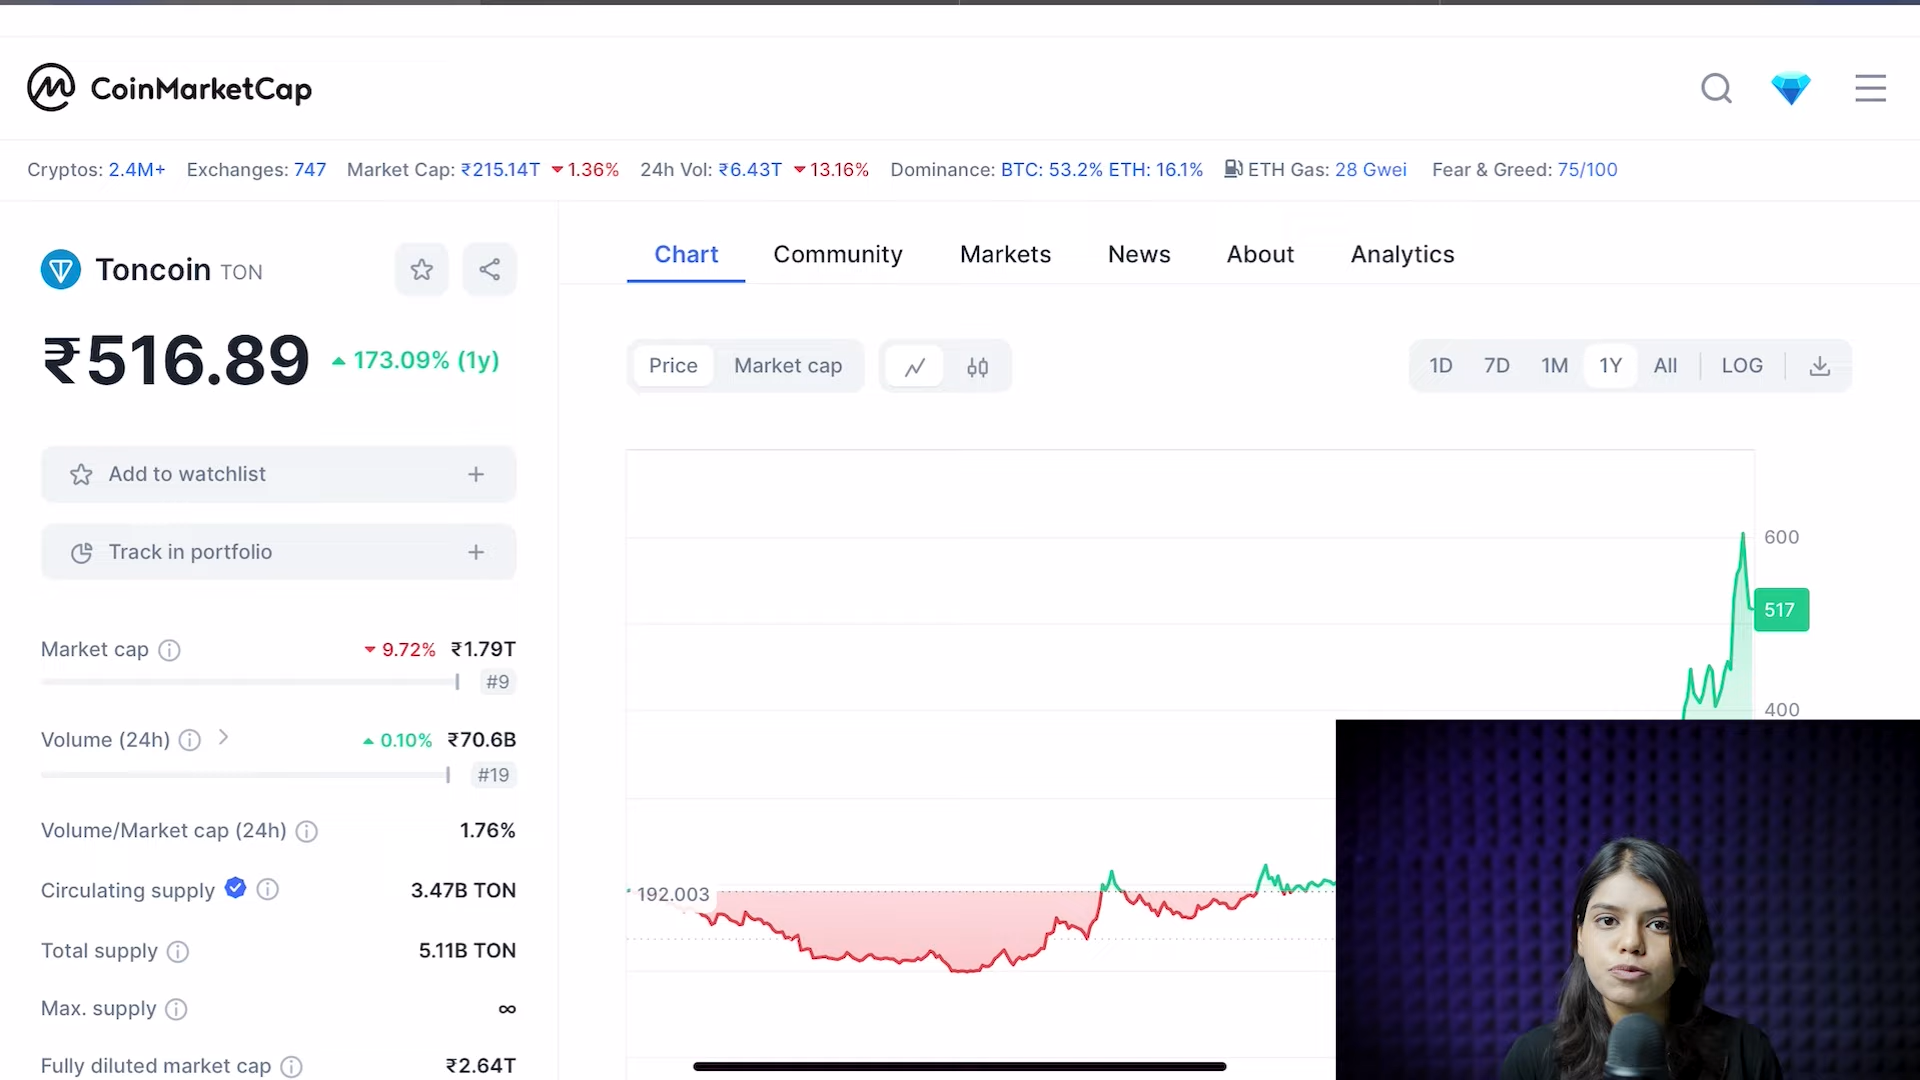 CoinMarketCap
Cryptos: 2.4M+ Exchanges: 747 Market Cap: ₹215.14T 1.36% 24h Vol: ₹6.43T 13.16% Dominance: BTC: 53.2% ETH: 16.1% ETH Gas: 28 Gwei Fear & Greed: 75/100
Toncoin TON
₹516.89 173.09% (1y)
Add to watchlist +
Track in portfolio +
Market cap 9.72% ₹1.79T
#9
Volume (24h) 0.10% ₹70.6B
#19
Volume/Market cap (24h) 1.76%
Circulating supply 3.47B TON
Total supply 5.11B TON
Max. supply ∞
Fully diluted market cap ₹2.64T
Chart Community Markets News About Analytics
Price Market cap 1D 7D 1M 1Y All LOG
600
517
400
192.003